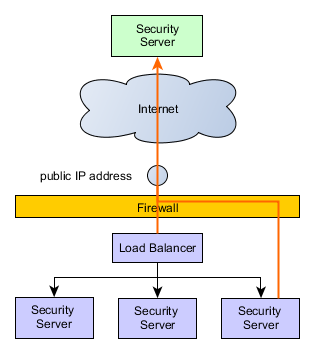 Security
Server
Internet
public IP address
Firewall
Load Balancer
Security
Server
Security
Server
Security
Server